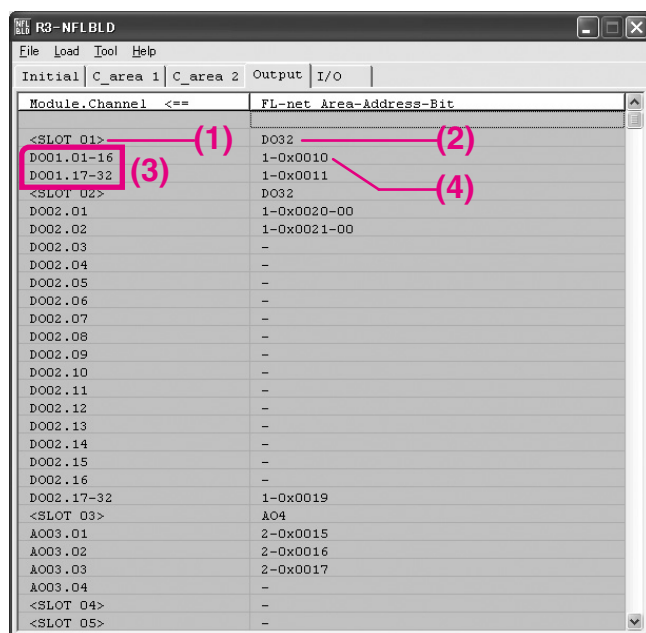 NFL BLD R3-NFLBLD
File Load Tool Help
Initial C_area 1 C_area 2 Output I/O
Module.Channel <== FL-net Area-Address-Bit
<SLOT 01> (1) DO32 (2)
DO01.01-16 (3) 1-0x0010 (4)
DO01.17-32 1-0x0011
<SLOT 02> DO32
DO02.01 1-0x0020-00
DO02.02 1-0x0021-00
DO02.03 -
DO02.04 -
DO02.05 -
DO02.06 -
DO02.07 -
DO02.08 -
DO02.09 -
DO02.10 -
DO02.11 -
DO02.12 -
DO02.13 -
DO02.14 -
DO02.15 -
DO02.16 -
DO02.17-32 1-0x0019
<SLOT 03> AO4
AO03.01 2-0x0015
AO03.02 2-0x0016
AO03.03 2-0x0017
AO03.04 -
<SLOT 04> -
<SLOT 05> -